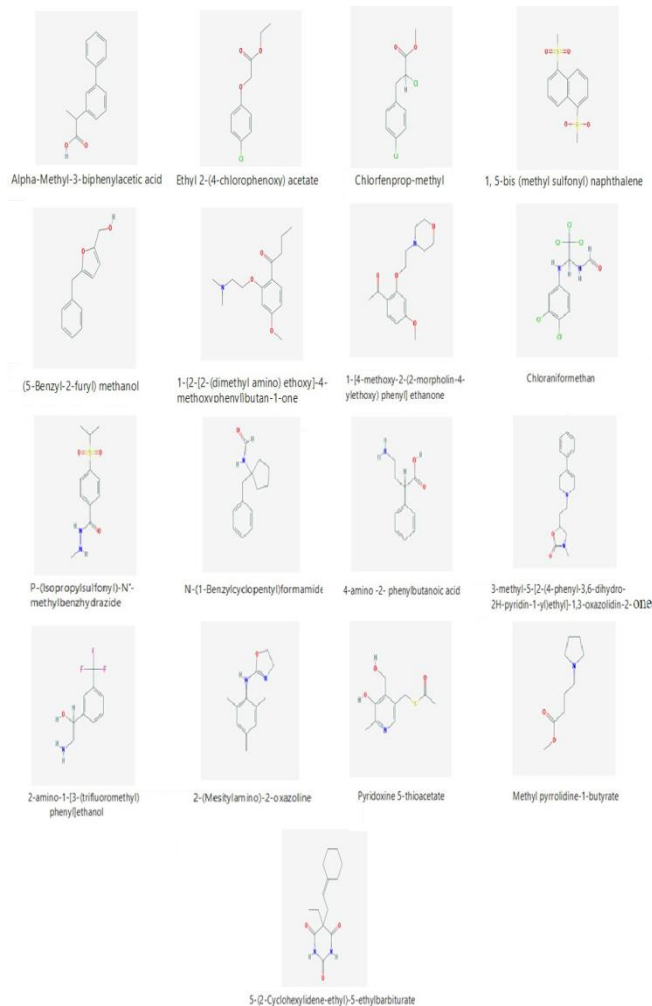 Alpha-Methyl-3-biphenylacetic acid
Ethyl 2-(4-chlorophenoxy) acetate
Chlorfenprop-methyl
1, 5-bis (methyl sulfonyl) naphthalene
(5-Benzyl-2-furyl) methanol
1-[2-[2-(dimethyl amino) ethoxy]-4-
methoxyphenyl]butan-1-one
1-[4-methoxy-2-(2-morpholin-4-
ylethoxy) phenyl] ethanone
Chloraniformethan
P-(Isopropylsulfonyl)-N'-
methylbenzhydrazide
N-(1-Benzylcyclopentyl)formamide
4-amino -2- phenylbutanoic acid
3-methyl-5-[2-(4-phenyl-3,6-dihydro-
2H-pyridin-1-yl)ethyl]-1,3-oxazolidin-2-one
2-amino-1-[3-(trifluoromethyl)
phenyl]ethanol
2-(Mesitylamino)-2-oxazoline
Pyridoxine 5-thioacetate
Methyl pyrrolidine-1-butyrate
5-(2-Cyclohexylidene-ethyl)-5-ethylbarbiturate